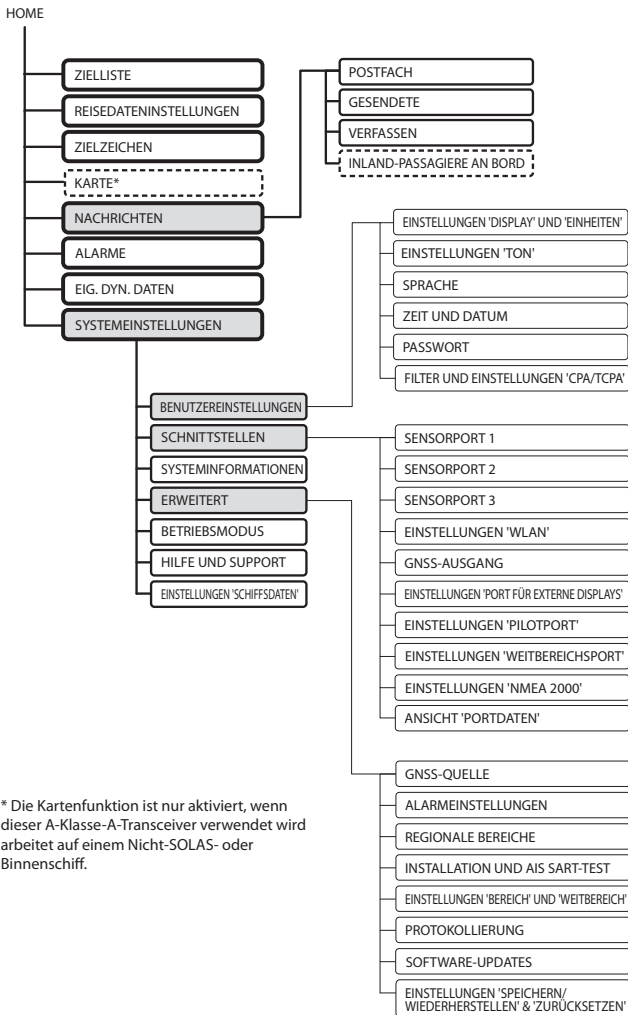 HOME
ZIELLISTE
REISEDATENINSTELLUNGEN
ZIELZEICHEN
KARTE*
NACHRICHTEN
ALARME
EIG. DYN. DATEN
SYSTEMEINSTELLUNGEN
POSTFACH
GESENDETE
VERFASSEN
INLAND-PASSAGIERE AN BORD
BENUTZEREINSTELLUNGEN
SCHNITTSTELLEN
SYSTEMINFORMATIONEN
ERWEITERT
BETRIEBSMODUS
HILFE UND SUPPORT
EINSTELLUNGEN 'SCHIFFSDATEN'
EINSTELLUNGEN 'DISPLAY' UND 'EINHEITEN'
EINSTELLUNGEN 'TON'
SPRACHE
ZEIT UND DATUM
PASSWORT
FILTER UND EINSTELLUNGEN 'CPA/TCPA'
SENSORPORT 1
SENSORPORT 2
SENSORPORT 3
EINSTELLUNGEN 'WLAN'
GNSS-AUSGANG
EINSTELLUNGEN 'PORT FÜR EXTERNE DISPLAYS'
EINSTELLUNGEN 'PILOTPORT'
EINSTELLUNGEN 'WEITBEREICHSPORT'
EINSTELLUNGEN 'NMEA 2000'
ANSICHT 'PORTDATEN'
GNSS-QUELLE
ALARMEINSTELLUNGEN
REGIONALE BEREICHE
INSTALLATION UND AIS SART-TEST
EINSTELLUNGEN 'BEREICH' UND 'WEITBEREICH'
PROTOKOLLIERUNG
SOFTWARE-UPDATES
EINSTELLUNGEN 'SPEICHERN/
WIEDERHERSTELLEN' & 'ZURÜCKSETZEN'
* Die Kartenfunktion ist nur aktiviert, wenn
dieser A-Klasse-A-Transceiver verwendet wird
arbeitet auf einem Nicht-SOLAS- oder
Binnenschiff.